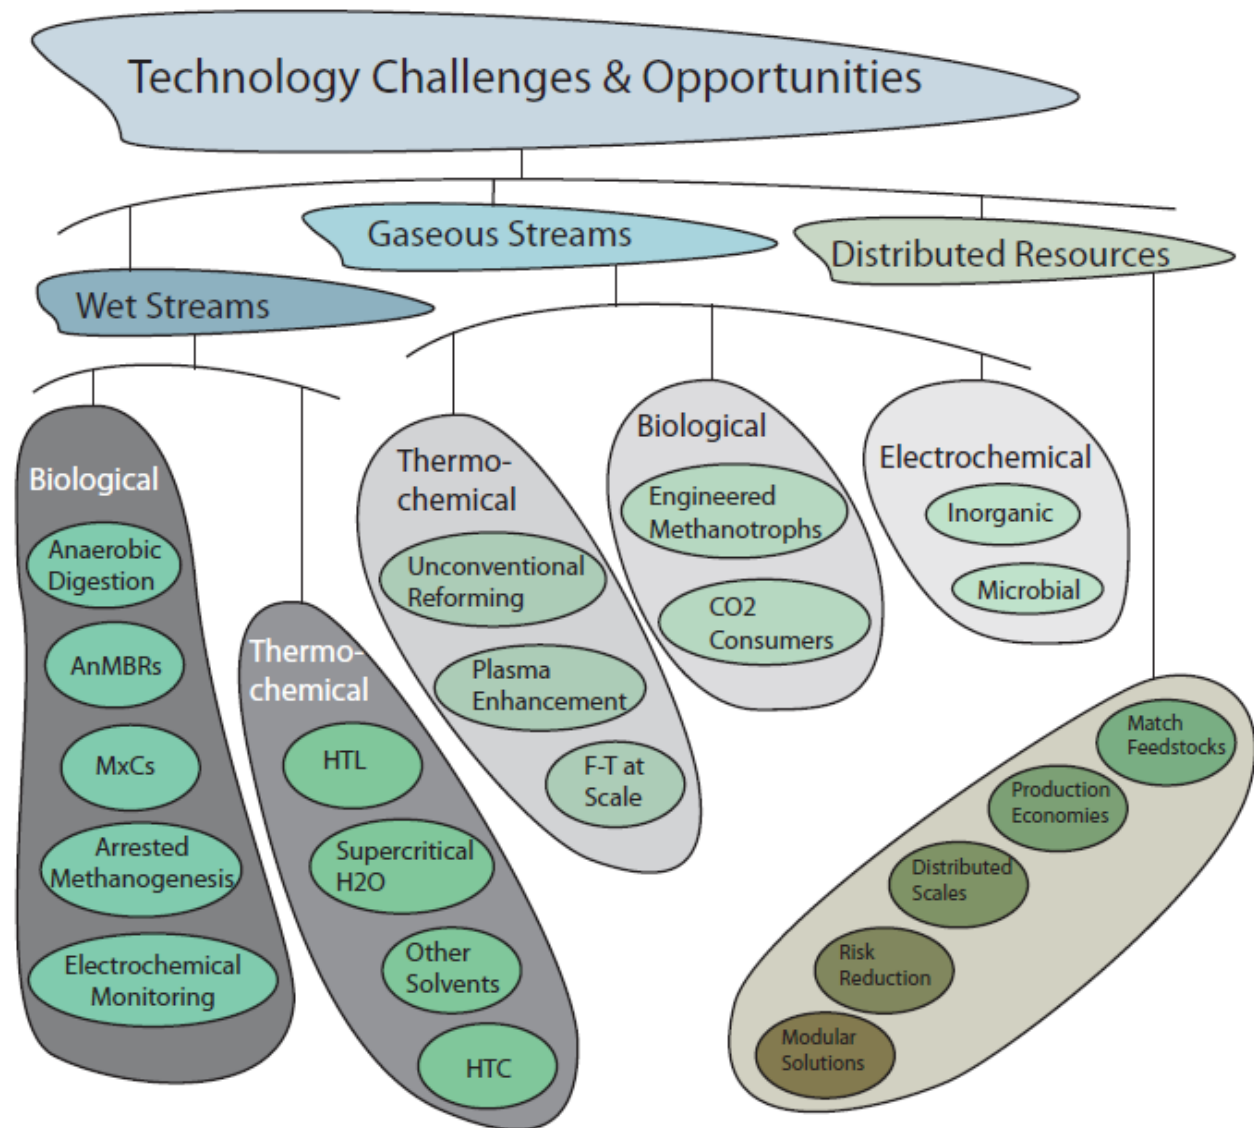 Technology Challenges & Opportunities
Gaseous Streams
Distributed Resources
Wet Streams
Biological
Anaerobic
Digestion
AnMBRs
MxCs
Arrested
Methanogenesis
Electrochemical
Monitoring
Thermo-
chemical
HTL
Supercritical
H2O
Other
Solvents
HTC
Thermo-
chemical
Unconventional
Reforming
Plasma
Enhancement
F-T at
Scale
Biological
Engineered
Methanotrophs
CO2
Consumers
Electrochemical
Inorganic
Microbial
Match
Feedstocks
Production
Economies
Distributed
Scales
Risk
Reduction
Modular
Solutions